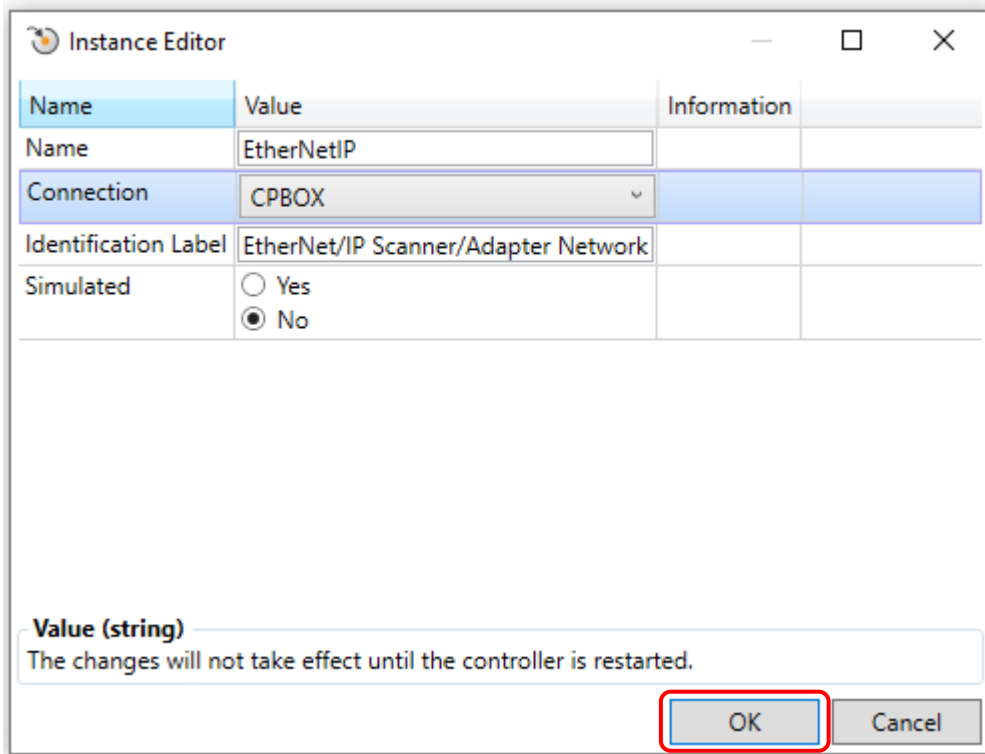 Instance Editor
Name Value Information
Name EtherNetIP
Connection CPBOX
Identification Label EtherNet/IP Scanner/Adapter Network
Simulated Yes
No
Value (string)
The changes will not take effect until the controller is restarted.
OK Cancel